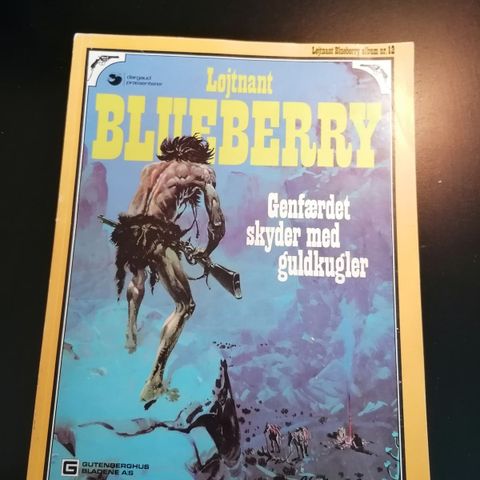 Løjtnant Blueberry album nr. 12
dargaud
præsenterer
Løjtnant
BLUEBERRY
Genfærdet
skyder med
guldkugler
G
GUTENBERGHUS
BLADENE A/S